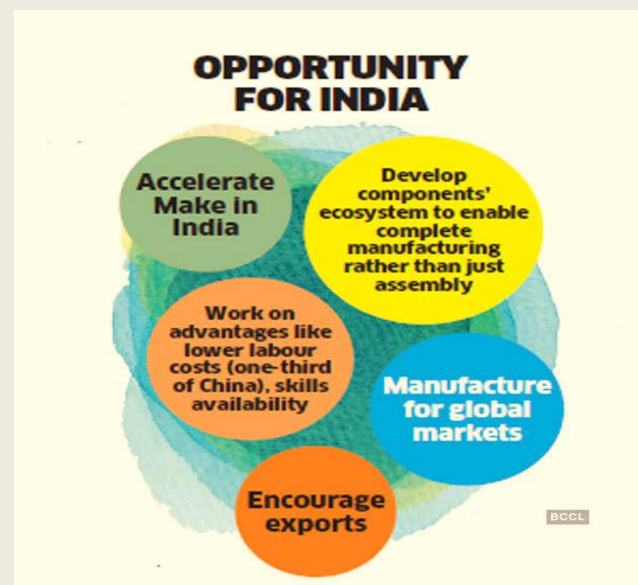 OPPORTUNITY
FOR INDIA
Accelerate
Make in
India
Develop
components'
ecosystem to enable
complete
manufacturing
rather than just
assembly
Work on
advantages like
lower labour
costs (one-third
of China), skills
availability
Manufacture
for global
markets
Encourage
exports
BCCL